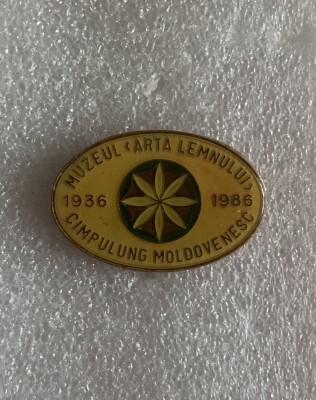 MUZEUL «ARTA LEMNULUI»
1936 1986
CIMPULUNG MOLDOVENESC